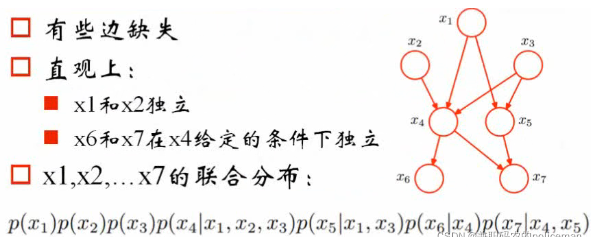 有些边缺失
直观上：
x1和x2独立
x6和x7在x4给定的条件下独立
x1,x2,…x7的联合分布：
x₁
x₂
x₃
x₄
x₅
x₆
x₇
p(x₁)p(x₂)p(x₃)p(x₄|x₁, x₂, x₃)p(x₅|x₁, x₃)p(x₆|x₄)p(x₇|x₄, x₅)